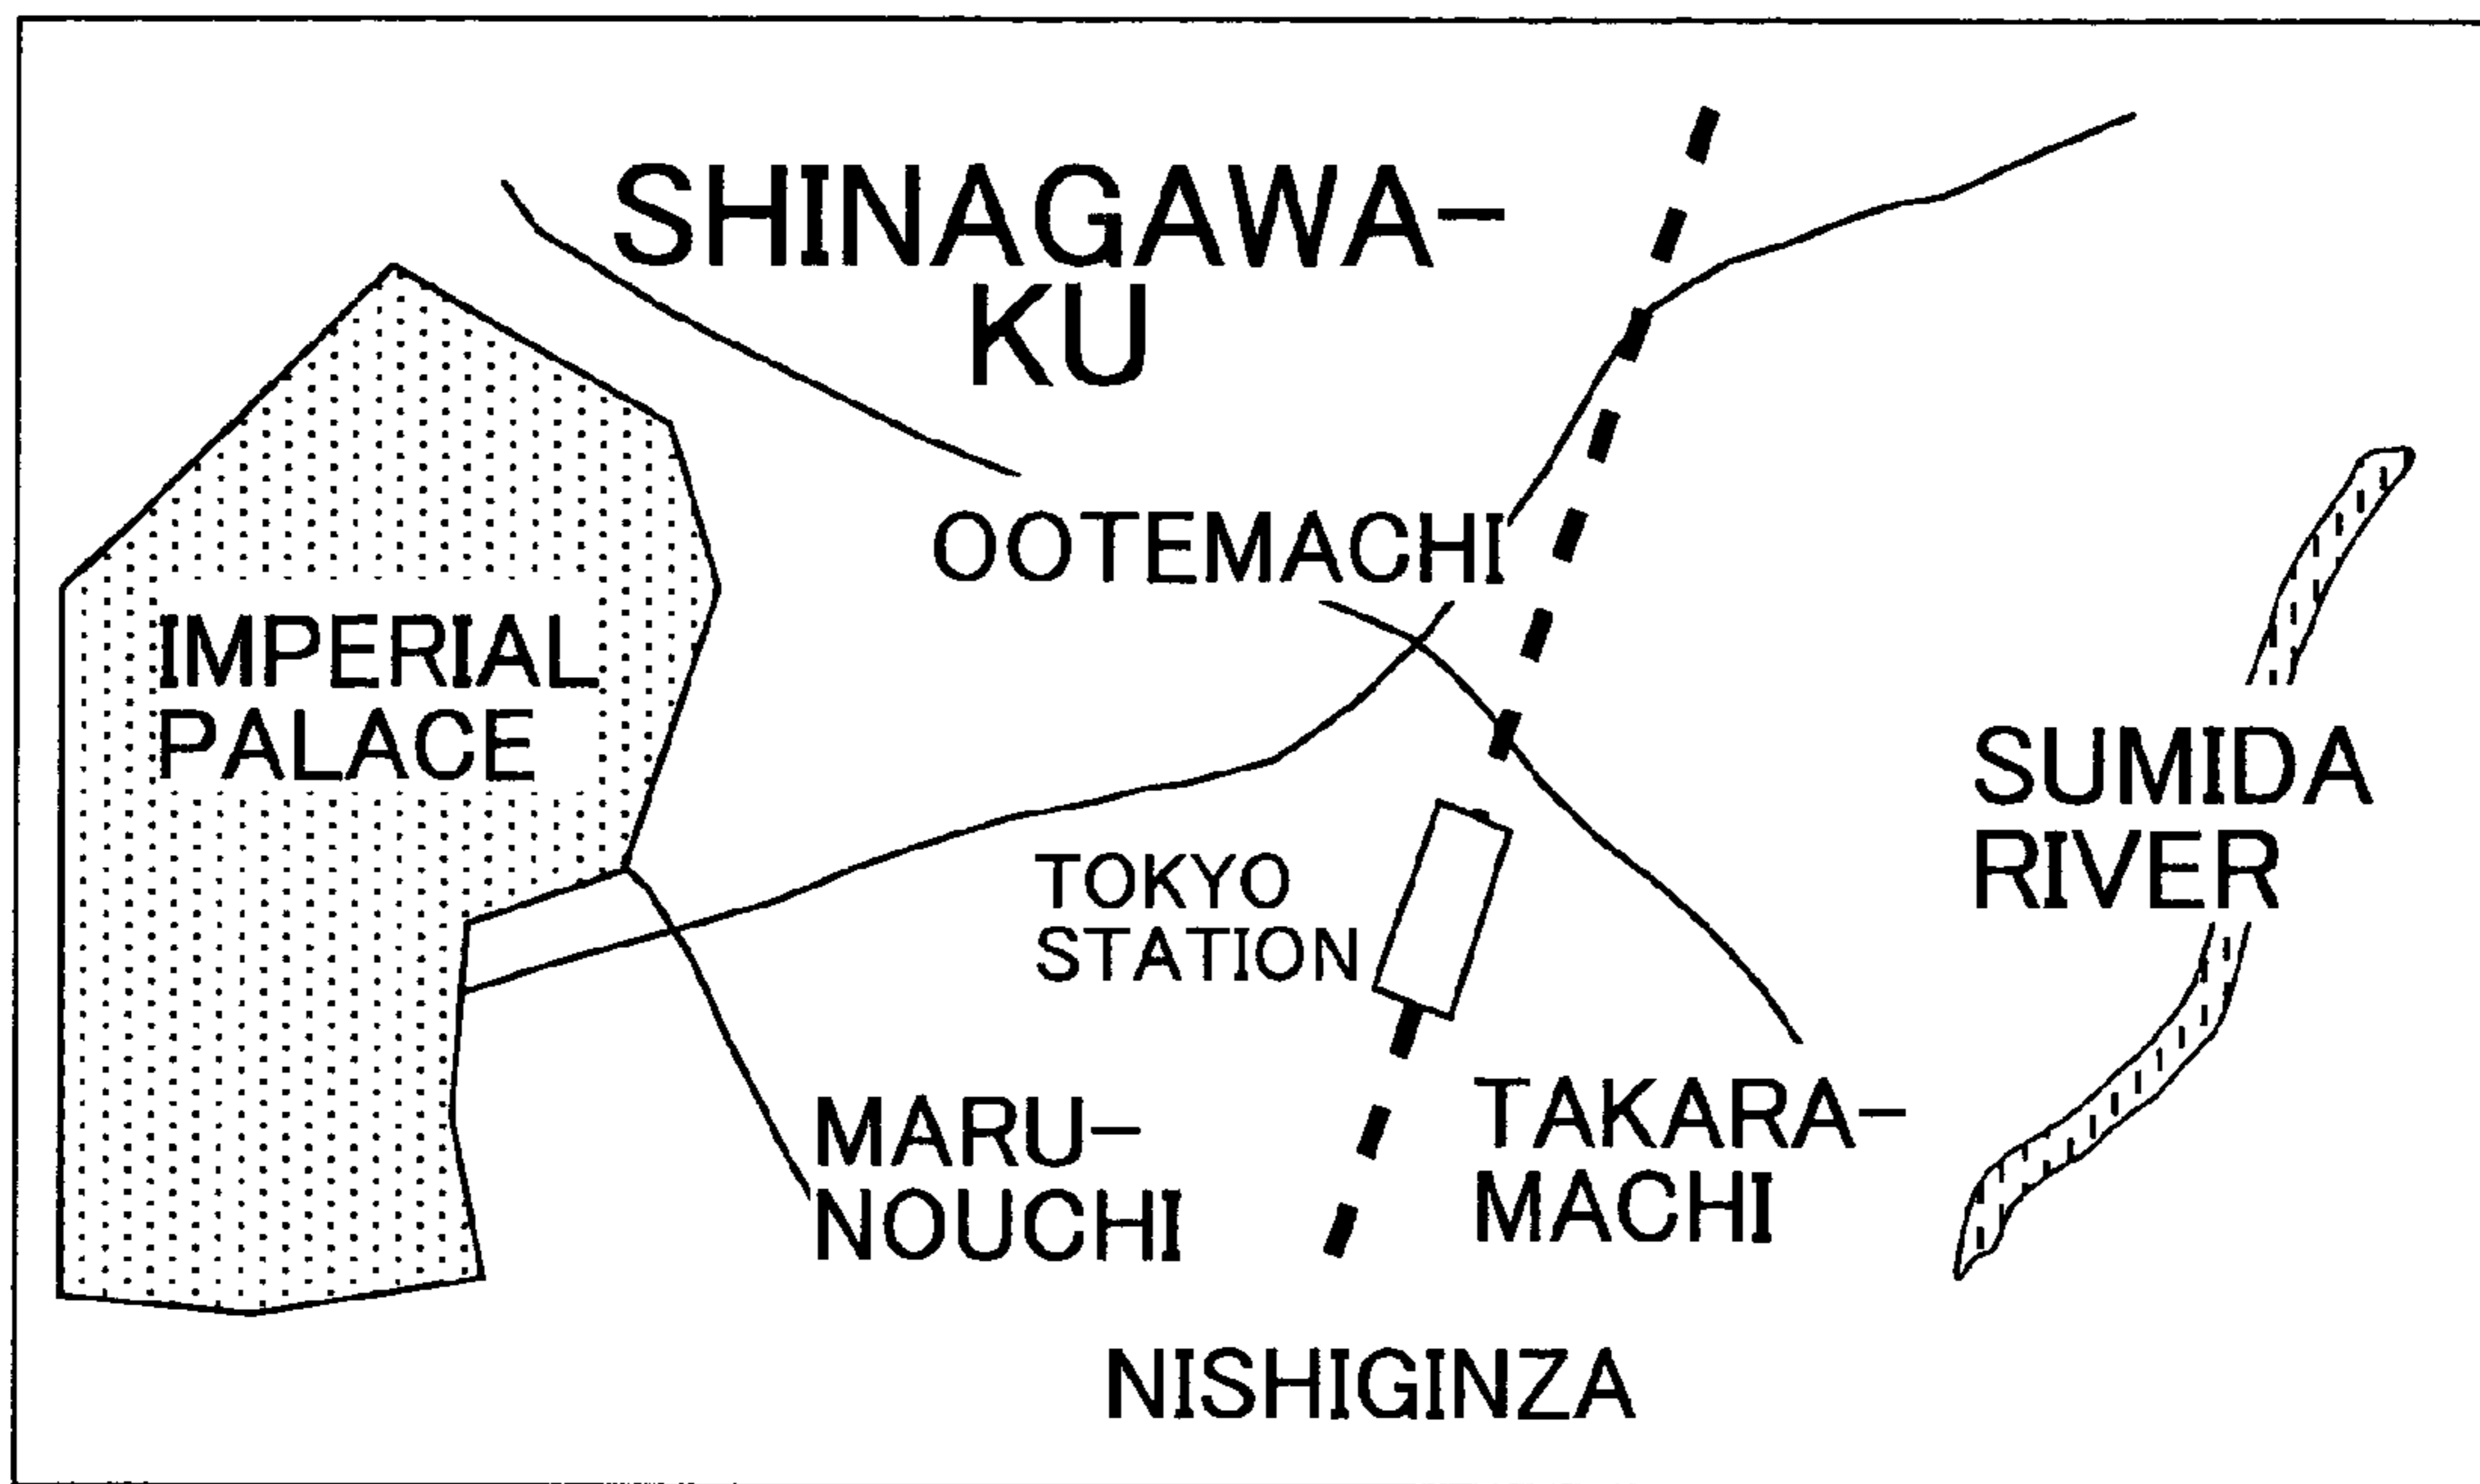 SHINAGAWA-
KU
OOTEMACHI
IMPERIAL
PALACE
SUMIDA
RIVER
TOKYO
STATION
MARU-
NOUCHI
TAKARA-
MACHI
NISHIGINZA